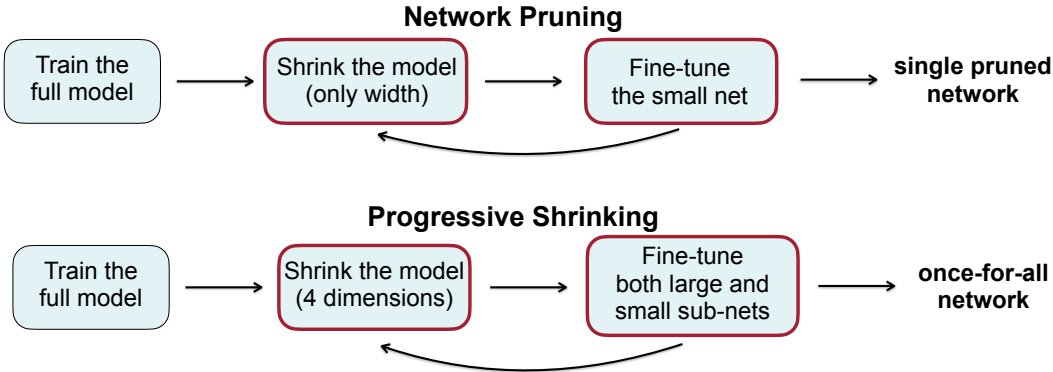 Network Pruning
Train the
full model
Shrink the model
(only width)
Fine-tune
the small net
single pruned
network
Progressive Shrinking
Train the
full model
Shrink the model
(4 dimensions)
Fine-tune
both large and
small sub-nets
once-for-all
network